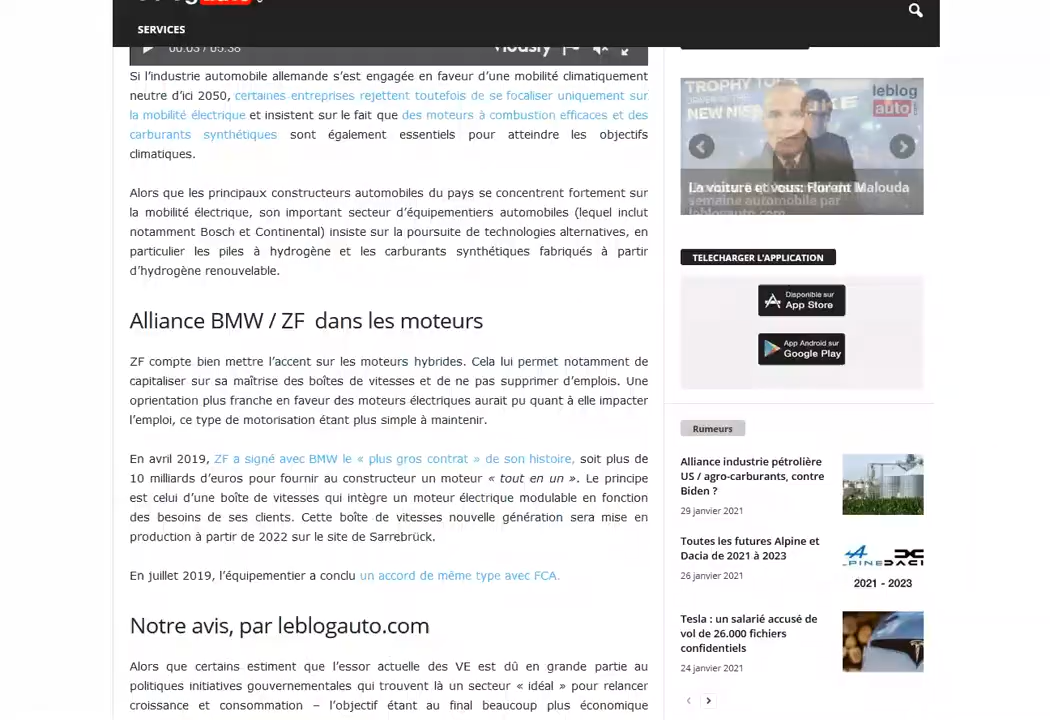 SERVICES
00:03 / 05:38
viously
Si l’industrie automobile allemande s’est engagée en faveur d’une mobilité climatiquement
neutre d’ici 2050, certaines entreprises rejettent toutefois de se focaliser uniquement sur
la mobilité électrique et insistent sur le fait que des moteurs à combustion efficaces et des
carburants synthétiques sont également essentiels pour atteindre les objectifs
climatiques.
Alors que les principaux constructeurs automobiles du pays se concentrent fortement sur
la mobilité électrique, son important secteur d’équipementiers automobiles (lequel inclut
notamment Bosch et Continental) insiste sur la poursuite de technologies alternatives, en
particulier les piles à hydrogène et les carburants synthétiques fabriqués à partir
d’hydrogène renouvelable.
Alliance BMW / ZF dans les moteurs
ZF compte bien mettre l’accent sur les moteurs hybrides. Cela lui permet notamment de
capitaliser sur sa maîtrise des boîtes de vitesses et de ne pas supprimer d’emplois. Une
oprientation plus franche en faveur des moteurs électriques aurait pu quant à elle impacter
l’emploi, ce type de motorisation étant plus simple à maintenir.
En avril 2019, ZF a signé avec BMW le « plus gros contrat » de son histoire, soit plus de
10 milliards d’euros pour fournir au constructeur un moteur « tout en un ». Le principe
est celui d’une boîte de vitesses qui intègre un moteur électrique modulable en fonction
des besoins de ses clients. Cette boîte de vitesses nouvelle génération sera mise en
production à partir de 2022 sur le site de Sarrebrück.
En juillet 2019, l’équipementier a conclu un accord de même type avec FCA.
Notre avis, par leblogauto.com
Alors que certains estiment que l’essor actuelle des VE est dû en grande partie au
politiques initiatives gouvernementales qui trouvent là un secteur « idéal » pour relancer
croissance et consommation – l’objectif étant au final beaucoup plus économique
TROPHY
leblog
auto!
La voiture et vous: Florent Malouda
semaine automobile par
leblogauto.com
TELECHARGER L’APPLICATION
Disponible sur
App Store
App Android sur
Google Play
Rumeurs
Alliance industrie pétrolière
US / agro-carburants, contre
Biden ?
29 janvier 2021
Toutes les futures Alpine et
Dacia de 2021 à 2023
26 janvier 2021
2021 - 2023
Tesla : un salarié accusé de
vol de 26.000 fichiers
confidentiels
24 janvier 2021